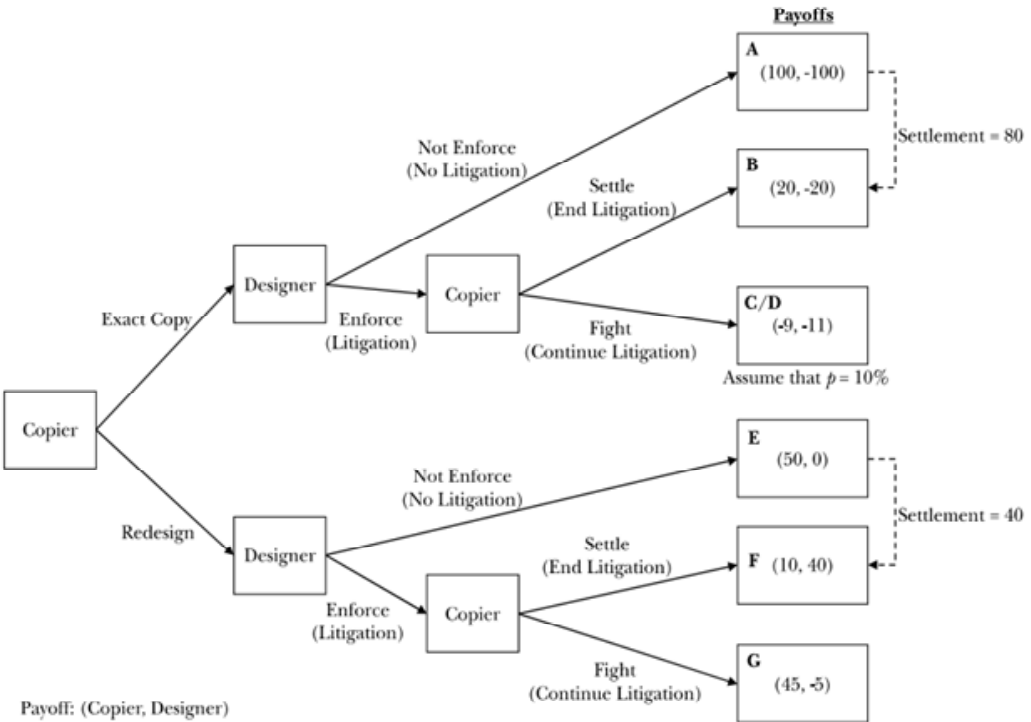 Payoffs
A
(100, -100)
Settlement = 80
Not Enforce
(No Litigation)
B
(20, -20)
Settle
(End Litigation)
Designer
Copier
C/D
(-9, -11)
Exact Copy
Enforce
(Litigation)
Fight
(Continue Litigation)
Assume that p = 10%
Copier
E
(50, 0)
Not Enforce
(No Litigation)
Settlement = 40
Redesign
Designer
Settle
(End Litigation)
F (10, 40)
Enforce
(Litigation)
Copier
G
(45, -5)
Fight
(Continue Litigation)
Payoff: (Copier, Designer)